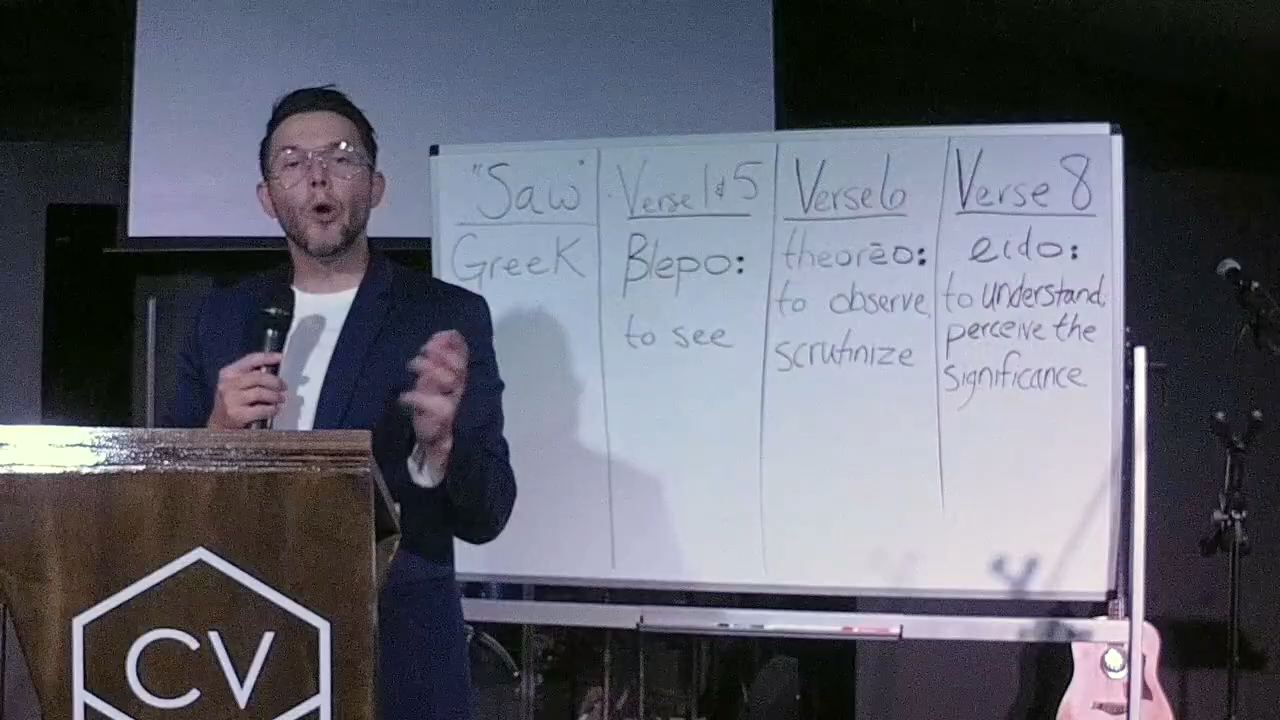 "Saw"
Greek
Verse 1 & 5
Blepo:
to see
Verse 6
theorēo:
to observe,
scrutinize
Verse 8
eido:
to understand,
perceive the
significance
CV